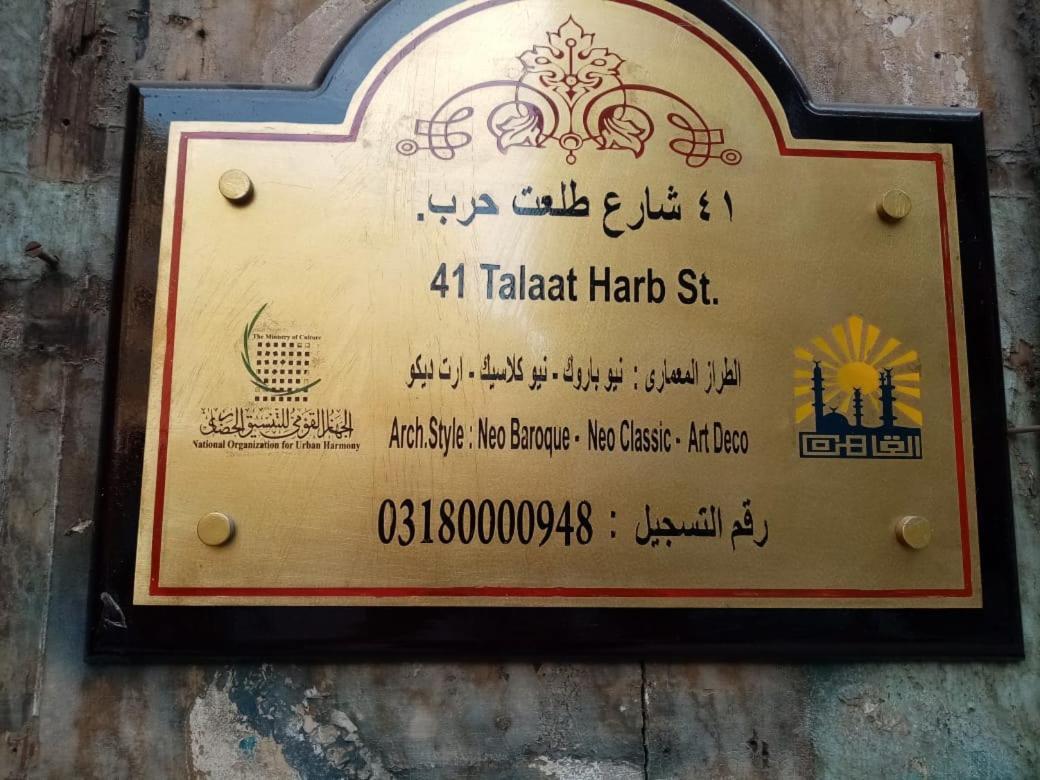 ٤١ شارع طلعت حرب.
41 Talaat Harb St.
The Ministry of Culture
الجهاز القومي للتنسيق الحضاري
National Organization for Urban Harmony
الطراز المعمارى : نيو باروك - نيو كلاسيك - ارت ديكو
Arch.Style : Neo Baroque - Neo Classic - Art Deco
القاهرة
رقم التسجيل : 03180000948